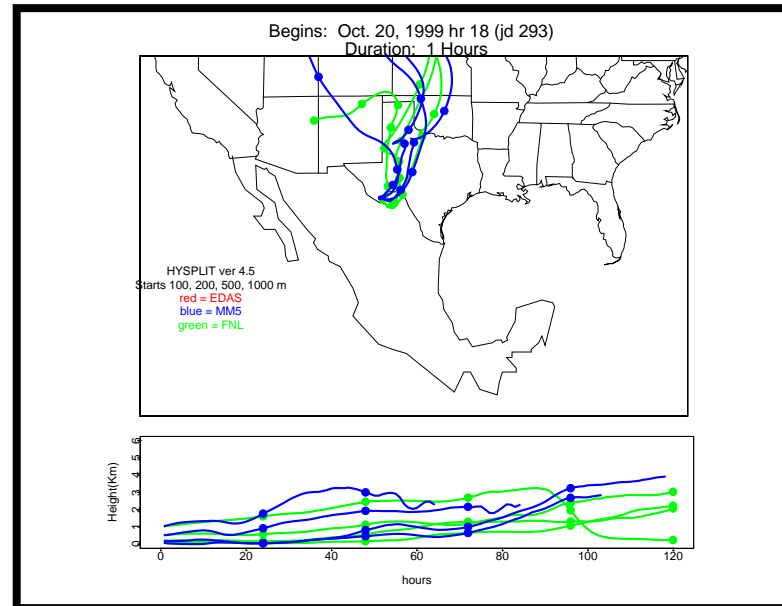 Begins: Oct. 20, 1999 hr 18 (jd 293)
Duration: 1 Hours
HYSPLIT ver 4.5
Starts 100, 200, 500, 1000 m
red = EDAS
blue = MM5
green = FNL
Height(Km)
6
5
4
3
2
1
0
0 20 40 60 80 100 120
hours